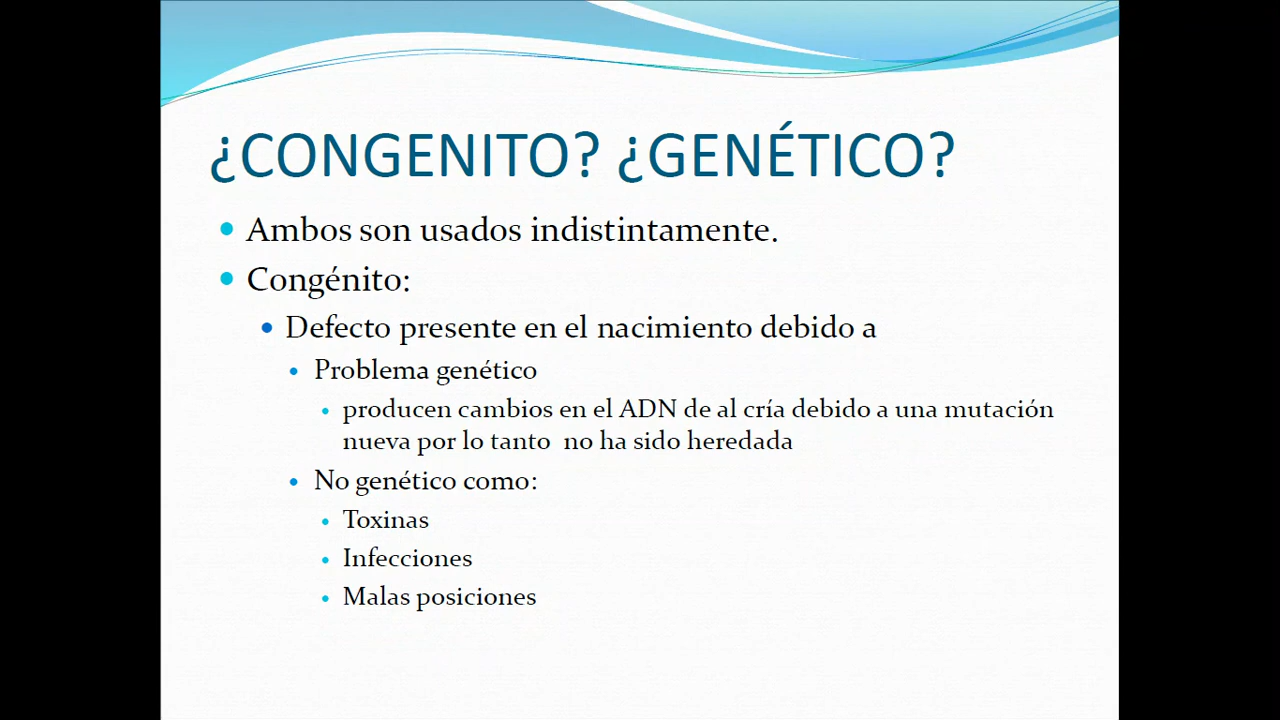 ¿CONGENITO? ¿GENÉTICO?
Ambos son usados indistintamente.
Congénito:
Defecto presente en el nacimiento debido a
Problema genético
producen cambios en el ADN de al cría debido a una mutación
nueva por lo tanto no ha sido heredada
No genético como:
Toxinas
Infecciones
Malas posiciones